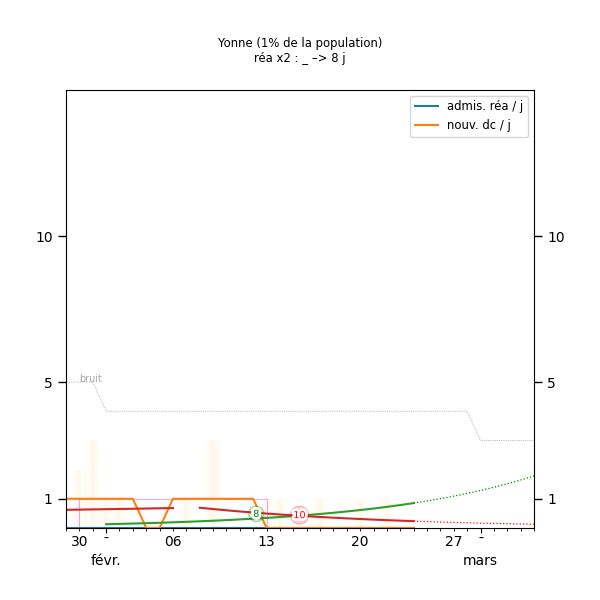 Yonne (1% de la population)
réa x2 : _ –> 8 j
admis. réa / j
nouv. dc / j
10 10
5 5
bruit
1 1
8 10
30 - 06 13 20 27 -
févr. mars